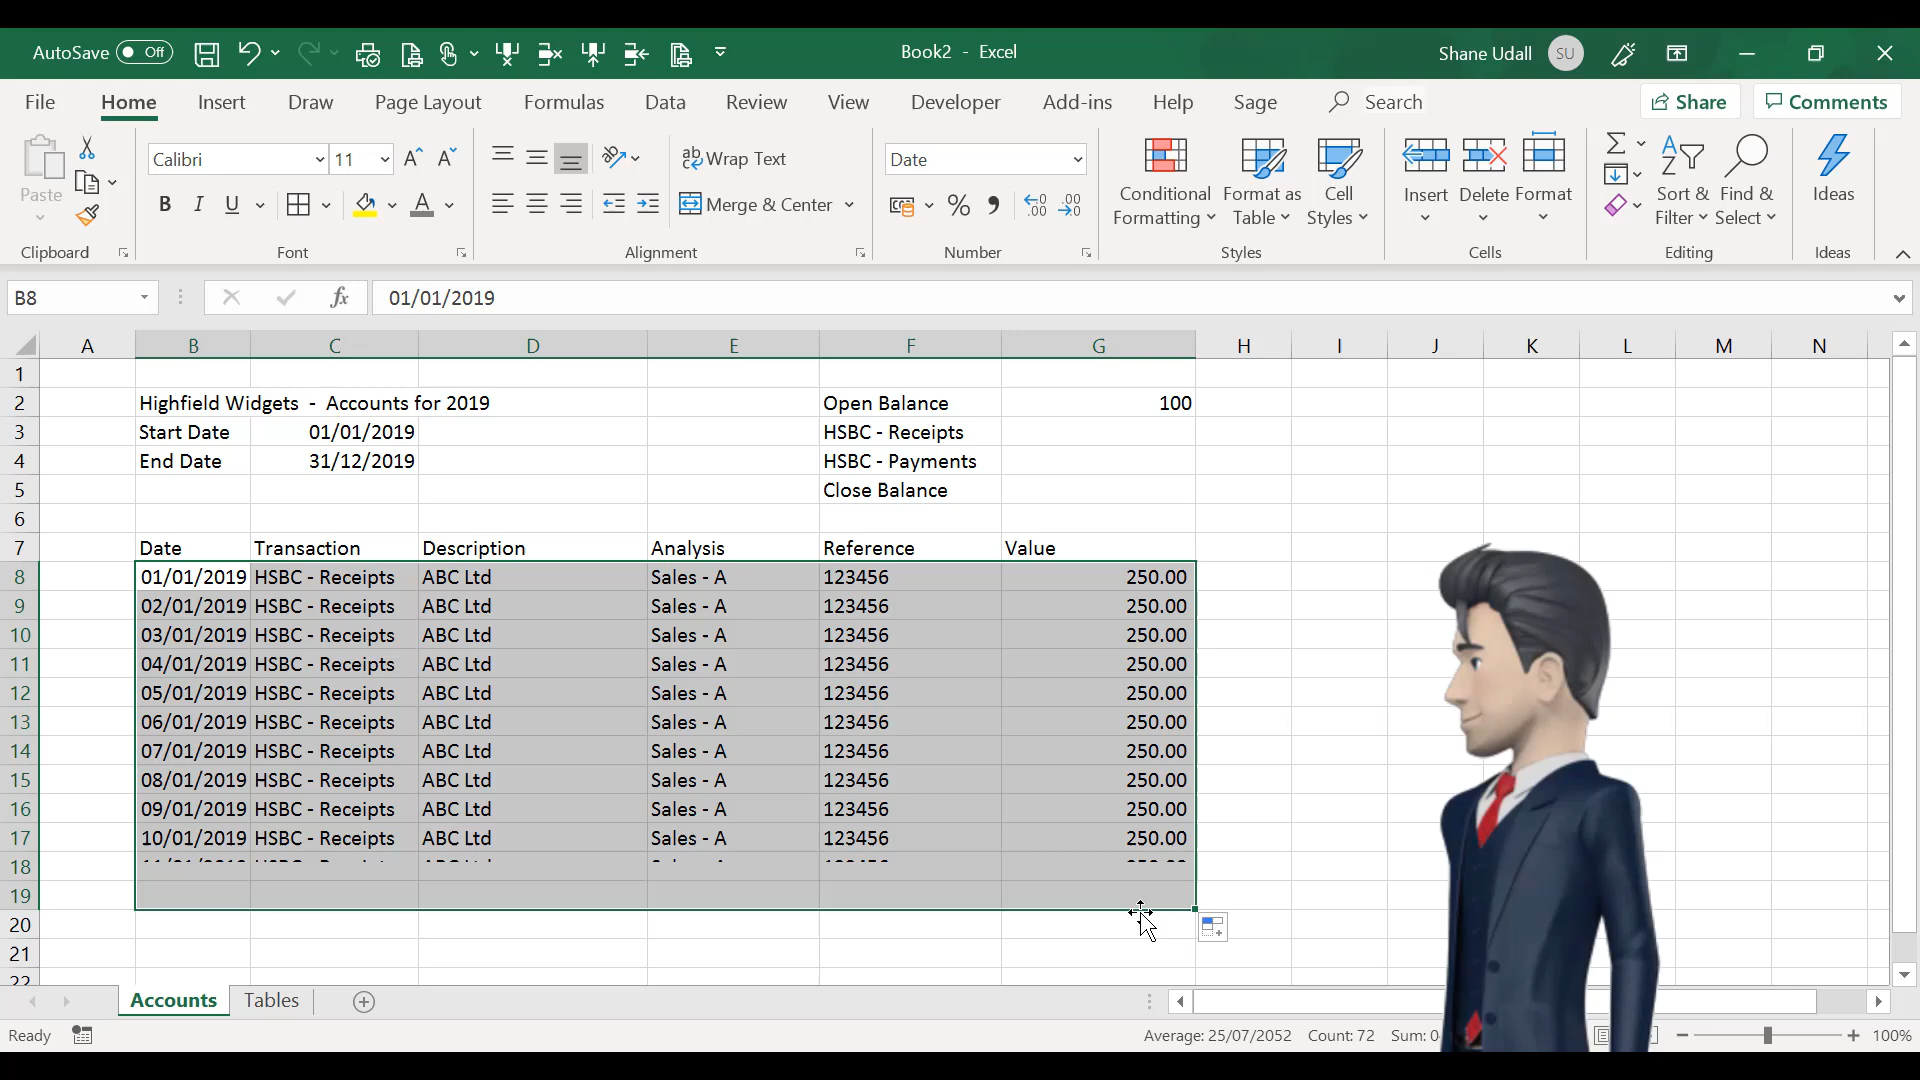 AutoSave Off
Book2 - Excel
Shane Udall SU
File Home Insert Draw Page Layout Formulas Data Review View Developer Add-ins Help Sage Search Share Comments
Paste
Calibri 11
ab Wrap Text
Date
Conditional Formatting
Format as Table
Cell Styles
Insert Delete Format
Sort & Filter
Find & Select
Ideas
B I U
Merge & Center
Clipboard Font Alignment Number Styles Cells Editing Ideas
B8 fx 01/01/2019
A B C D E F G H I J K L M N
1
2 Highfield Widgets - Accounts for 2019 Open Balance 100
3 Start Date 01/01/2019 HSBC - Receipts
4 End Date 31/12/2019 HSBC - Payments
5 Close Balance
6
7 Date Transaction Description Analysis Reference Value
8 01/01/2019 HSBC - Receipts ABC Ltd Sales - A 123456 250.00
9 02/01/2019 HSBC - Receipts ABC Ltd Sales - A 123456 250.00
10 03/01/2019 HSBC - Receipts ABC Ltd Sales - A 123456 250.00
11 04/01/2019 HSBC - Receipts ABC Ltd Sales - A 123456 250.00
12 05/01/2019 HSBC - Receipts ABC Ltd Sales - A 123456 250.00
13 06/01/2019 HSBC - Receipts ABC Ltd Sales - A 123456 250.00
14 07/01/2019 HSBC - Receipts ABC Ltd Sales - A 123456 250.00
15 08/01/2019 HSBC - Receipts ABC Ltd Sales - A 123456 250.00
16 09/01/2019 HSBC - Receipts ABC Ltd Sales - A 123456 250.00
17 10/01/2019 HSBC - Receipts ABC Ltd Sales - A 123456 250.00
18
19
20
21
22
Accounts Tables
Ready Average: 25/07/2052 Count: 72 Sum: 100%